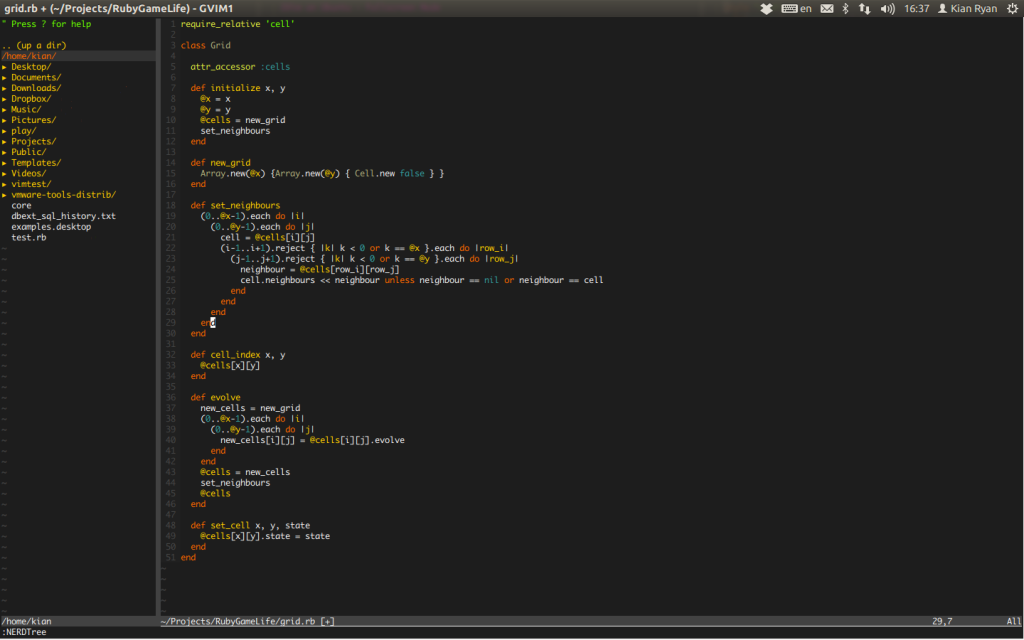 grid.rb + (~/Projects/RubyGameLife) - GVIM1
en 16:37 Kian Ryan
" Press ? for help
.. (up a dir)
/home/kian/
▸ Desktop/
▸ Documents/
▸ Downloads/
▸ Dropbox/
▸ Music/
▸ Pictures/
▸ play/
▸ Projects/
▸ Public/
▸ Templates/
▸ Videos/
▸ vimtest/
▸ vmware-tools-distrib/
core
dbext_sql_history.txt
examples.desktop
test.rb
1 require_relative 'cell'
2
3 class Grid
4
5 attr_accessor :cells
6
7 def initialize x, y
8 @x = x
9 @y = y
10 @cells = new_grid
11 set_neighbours
12 end
13
14 def new_grid
15 Array.new(@x) {Array.new(@y) { Cell.new false } }
16 end
17
18 def set_neighbours
19 (0..@x-1).each do |i|
20 (0..@y-1).each do |j|
21 cell = @cells[i][j]
22 (i-1..i+1).reject { |k| k < 0 or k == @x }.each do |row_i|
23 (j-1..j+1).reject { |k| k < 0 or k == @y }.each do |row_j|
24 neighbour = @cells[row_i][row_j]
25 cell.neighbours << neighbour unless neighbour == nil or neighbour == cell
26 end
27 end
28 end
29 end
30 end
31
32 def cell_index x, y
33 @cells[x][y]
34 end
35
36 def evolve
37 new_cells = new_grid
38 (0..@x-1).each do |i|
39 (0..@y-1).each do |j|
40 new_cells[i][j] = @cells[i][j].evolve
41 end
42 end
43 @cells = new_cells
44 set_neighbours
45 @cells
46 end
47
48 def set_cell x, y, state
49 @cells[x][y].state = state
50 end
51 end
/home/kian
~/Projects/RubyGameLife/grid.rb [+] 29,7 All
:NERDTree